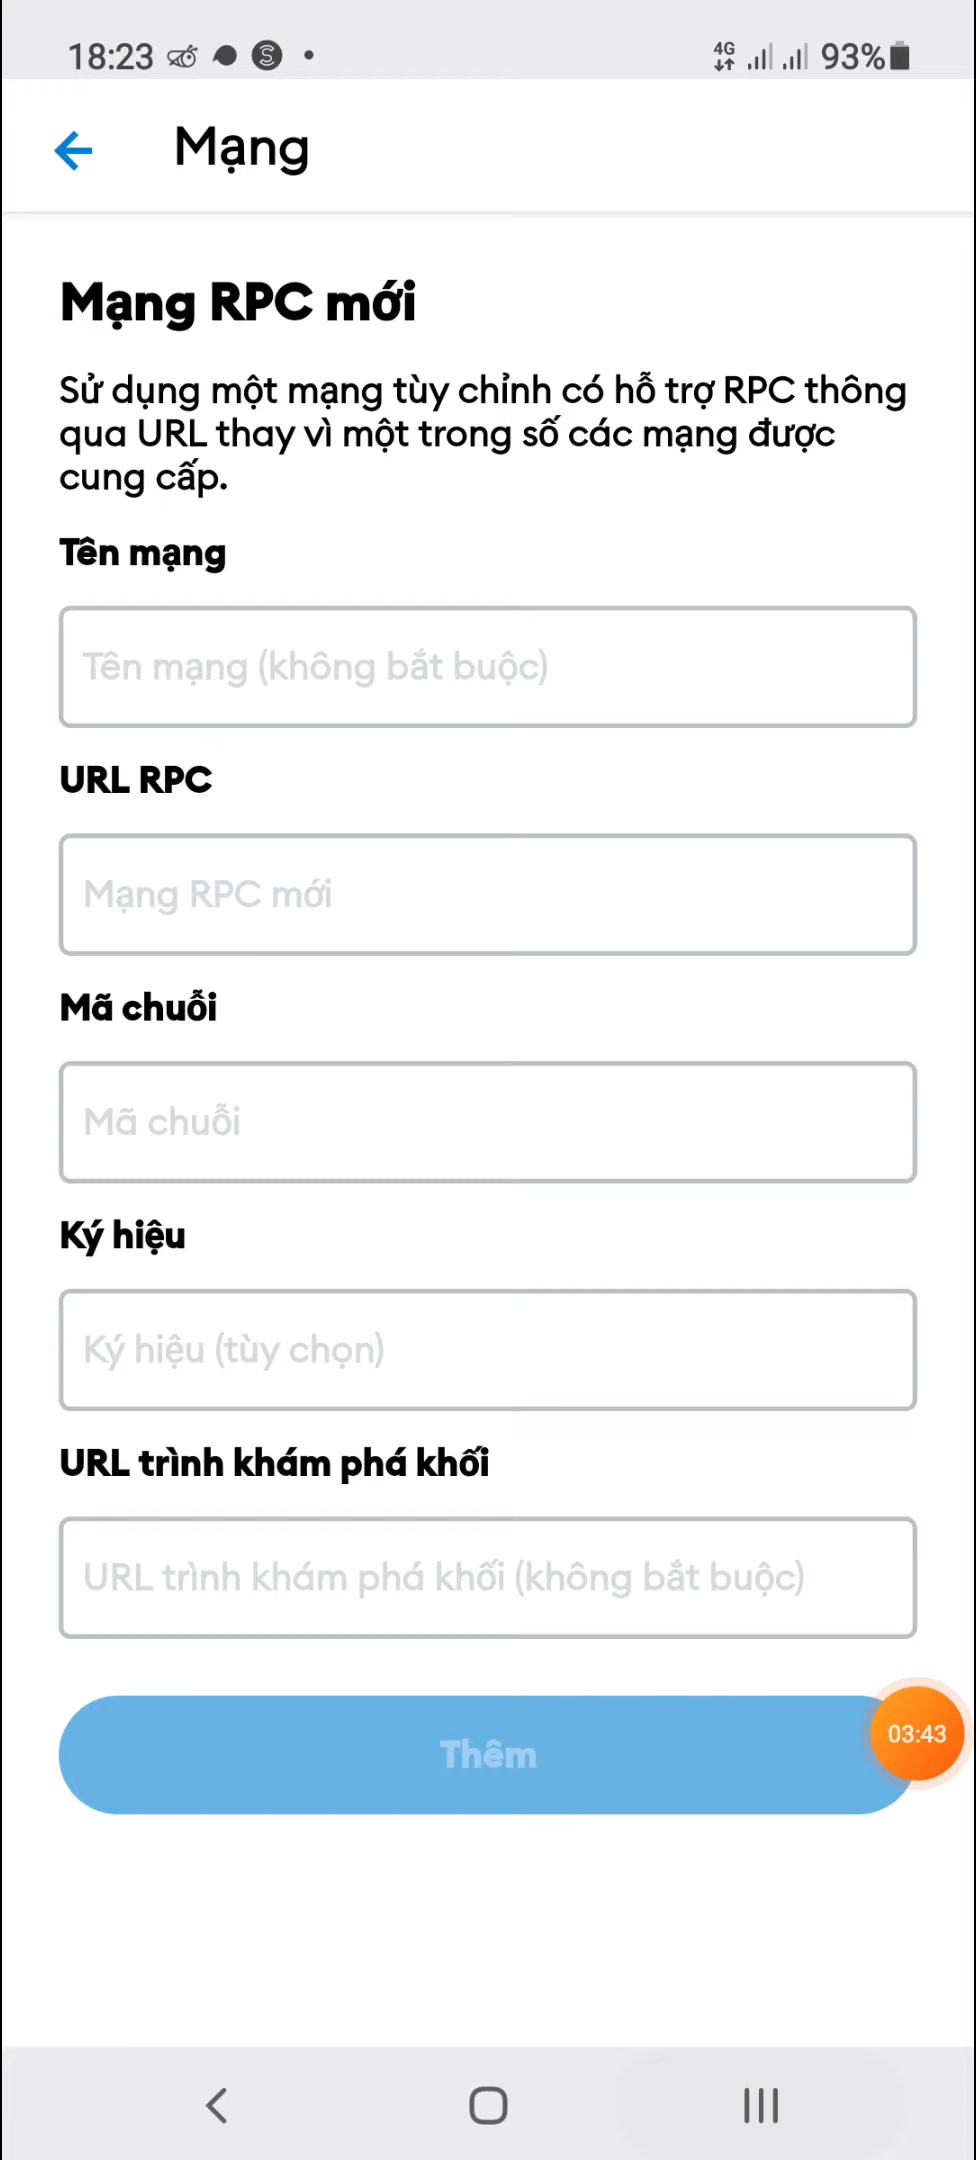 18:23
4G
93%
Mạng
Mạng RPC mới
Sử dụng một mạng tùy chỉnh có hỗ trợ RPC thông
qua URL thay vì một trong số các mạng được
cung cấp.
Tên mạng
Tên mạng (không bắt buộc)
URL RPC
Mạng RPC mới
Mã chuỗi
Mã chuỗi
Ký hiệu
Ký hiệu (tùy chọn)
URL trình khám phá khối
URL trình khám phá khối (không bắt buộc)
Thêm
03:43